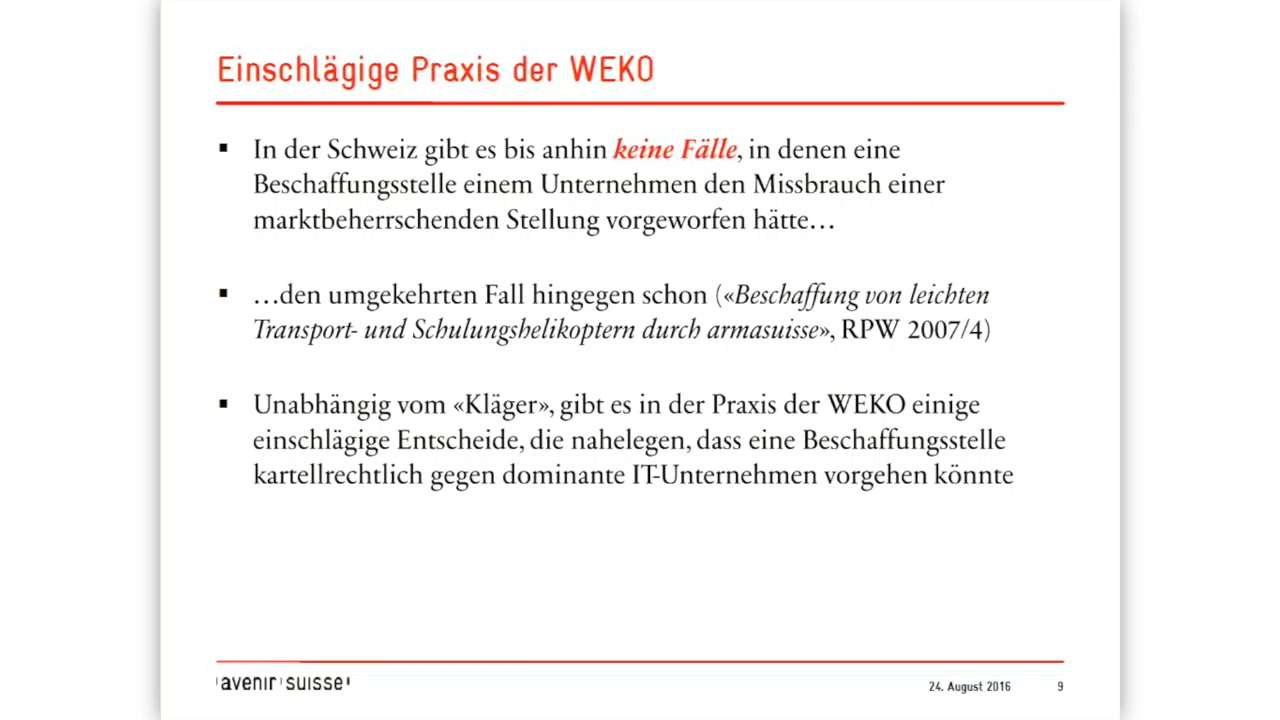 Einschlägige Praxis der WEKO
▪ In der Schweiz gibt es bis anhin keine Fälle, in denen eine
Beschaffungsstelle einem Unternehmen den Missbrauch einer
marktbeherrschenden Stellung vorgeworfen hätte…
▪ …den umgekehrten Fall hingegen schon («Beschaffung von leichten
Transport- und Schulungshelikoptern durch armasuisse», RPW 2007/4)
▪ Unabhängig vom «Kläger», gibt es in der Praxis der WEKO einige
einschlägige Entscheide, die nahelegen, dass eine Beschaffungsstelle
kartellrechtlich gegen dominante IT-Unternehmen vorgehen könnte
'avenir'suisse' 24. August 2016 9